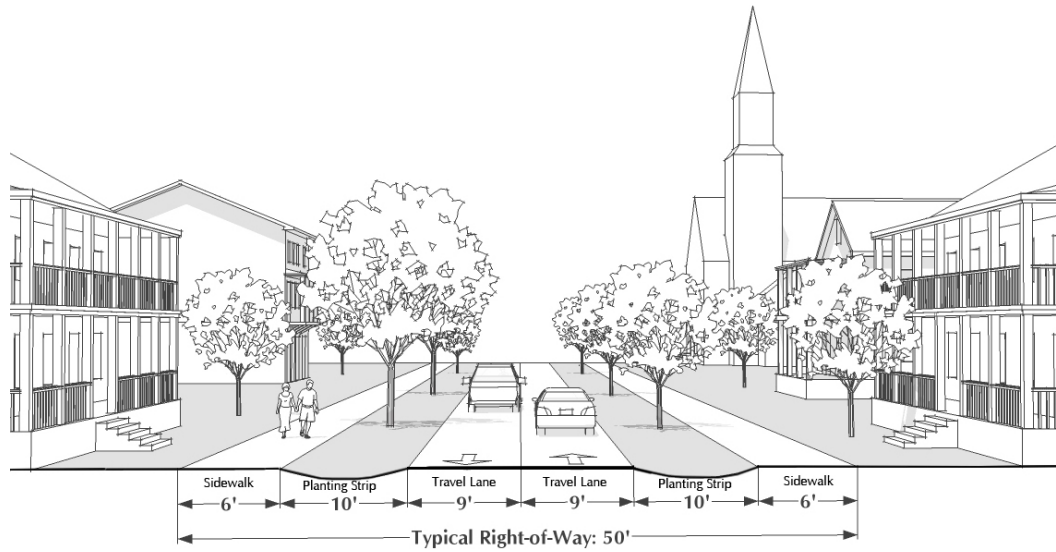 Sidewalk Planting Strip Travel Lane Travel Lane Planting Strip Sidewalk
6' 10' 9' 9' 10' 6'
Typical Right-of-Way: 50'